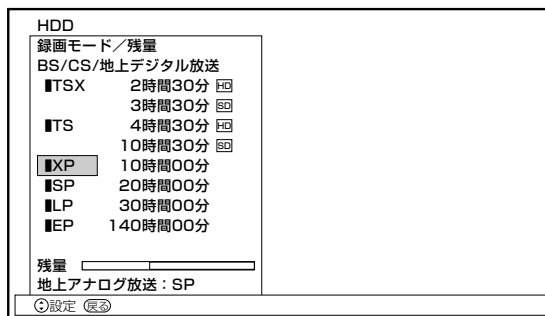 HDD
録画モード／残量
BS/CS/地上デジタル放送
TSX 2時間30分 HD
3時間30分 SD
TS 4時間30分 HD
10時間30分 SD
XP 10時間00分
SP 20時間00分
LP 30時間00分
EP 140時間00分
残量
地上アナログ放送：SP
設定 戻る